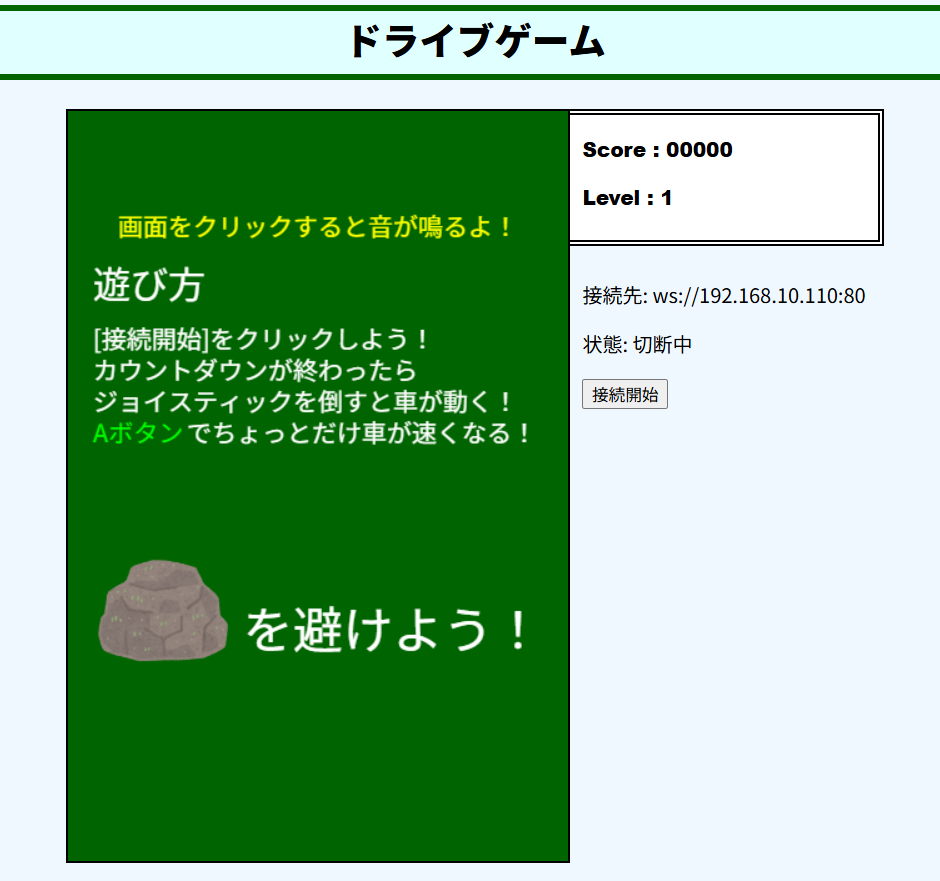 ドライブゲーム
画面をクリックすると音が鳴るよ！
遊び方
[接続開始]をクリックしよう！
カウントダウンが終わったら
ジョイスティックを倒すと車が動く！
Aボタンでちょっとだけ車が速くなる！
を避けよう！
Score : 00000
Level : 1
接続先: ws://192.168.10.110:80
状態: 切断中
接続開始